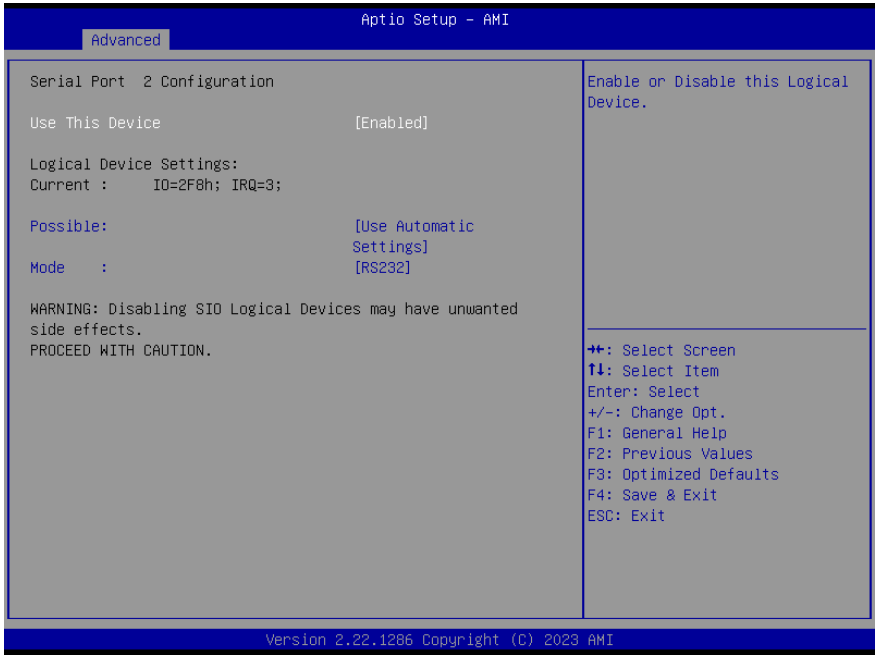 Aptio Setup – AMI
Advanced
Serial Port  2 Configuration
Use This Device [Enabled]
Logical Device Settings:
Current :     IO=2F8h; IRQ=3;
Possible: [Use Automatic
Settings]
Mode    : [RS232]
WARNING: Disabling SIO Logical Devices may have unwanted
side effects.
PROCEED WITH CAUTION.
Enable or Disable this Logical
Device.
→←: Select Screen
↑↓: Select Item
Enter: Select
+/-: Change Opt.
F1: General Help
F2: Previous Values
F3: Optimized Defaults
F4: Save & Exit
ESC: Exit
Version 2.22.1286 Copyright (C) 2023 AMI